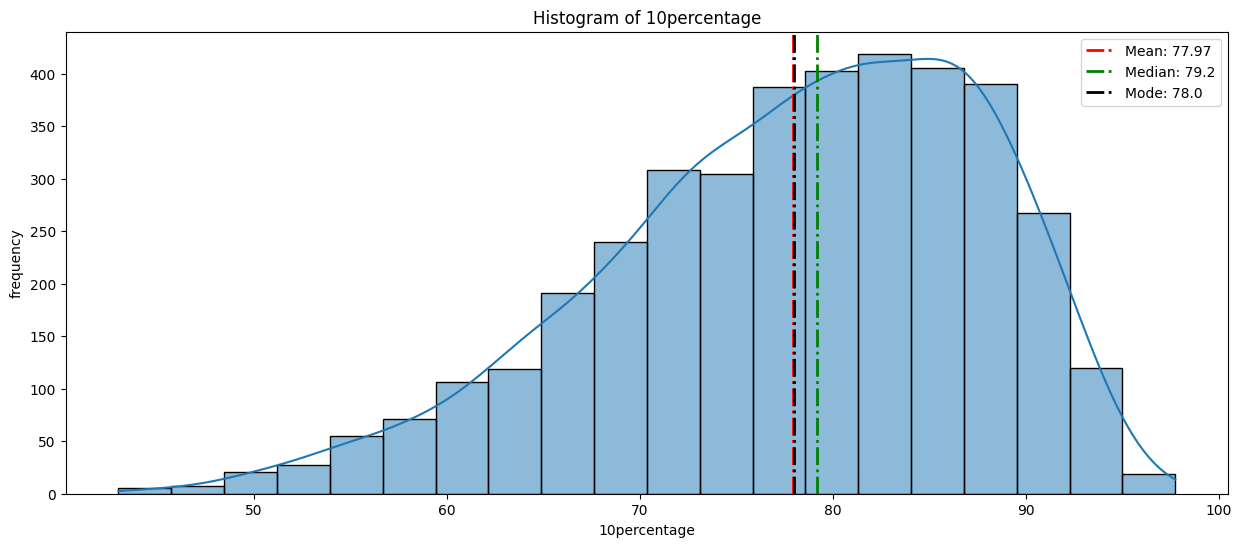 Histogram of 10percentage
Mean: 77.97
Median: 79.2
Mode: 78.0
frequency
400
350
300
250
200
150
100
50
0
50 60 70 80 90 100
10percentage